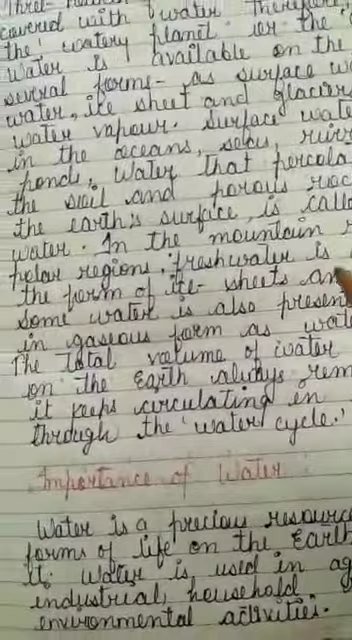 covered with water therefore
the watery planet or the
Water is available on the
several forms- as surface wa
water, ice sheet and glaciers
water vapour. Surface wate
in the oceans, seas, river
ponds, Water that percola
the soil and porous roc
the earth's surface, is calle
water. In the mountain r
polar regions, freshwater is
the form of ice- sheets an
some water is also presen
in gaseous form as wate
The total volume of water
on the Earth always rem
it keeps circulating in
through the 'water cycle.'
Importance of Water
Water is a precious resource
forms of life on the Earth
it. Water is used in ag
industrial, household
environmental activities.